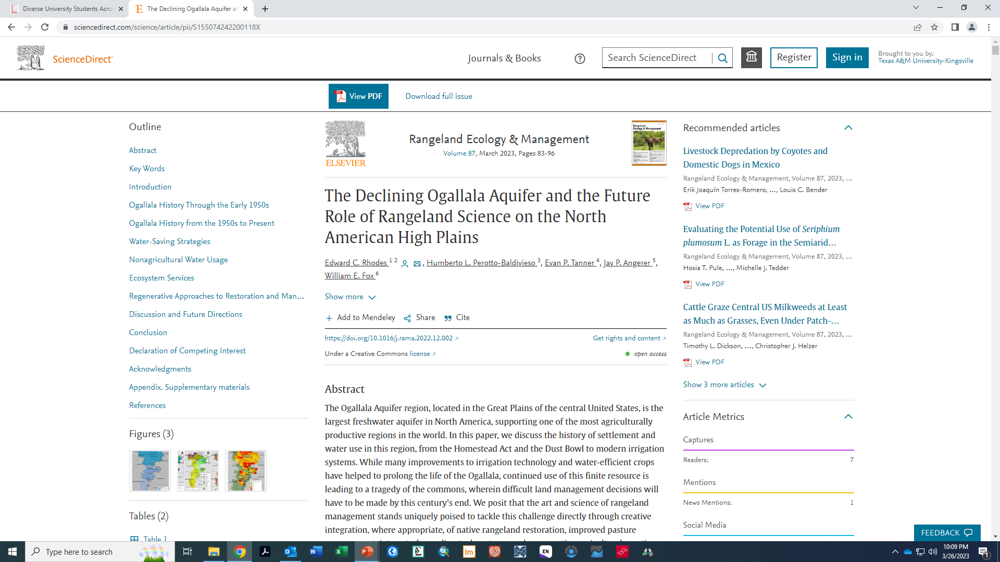 Diverse University Students Acros
The Declining Ogallala Aquifer an
sciencedirect.com/science/article/pii/S155074242200118X
ScienceDirect
Journals & Books
Search ScienceDirect
Register
Sign in
Brought to you by:
Texas A&M University-Kingsville
View PDF
Download full issue
Outline
Abstract
Key Words
Introduction
Ogallala History Through the Early 1950s
Ogallala History from the 1950s to Present
Water-Saving Strategies
Nonagricultural Water Usage
Ecosystem Services
Regenerative Approaches to Restoration and Man...
Discussion and Future Directions
Conclusion
Declaration of Competing Interest
Acknowledgments
Appendix. Supplementary materials
References
Figures (3)
Tables (2)
Table 1
ELSEVIER
Rangeland Ecology & Management
Volume 87, March 2023, Pages 83-96
Rangeland
Ecology & Management
The Declining Ogallala Aquifer and the Future
Role of Rangeland Science on the North
American High Plains
Edward C. Rhodes 1 2 , Humberto L. Perotto-Baldivieso 3, Evan P. Tanner 4, Jay P. Angerer 5,
William E. Fox 6
Show more
Add to Mendeley Share Cite
https://doi.org/10.1016/j.rama.2022.12.002
Get rights and content
Under a Creative Commons license
open access
Abstract
The Ogallala Aquifer region, located in the Great Plains of the central United States, is the
largest freshwater aquifer in North America, supporting one of the most agriculturally
productive regions in the world. In this paper, we discuss the history of settlement and
water use in this region, from the Homestead Act and the Dust Bowl to modern irrigation
systems. While many improvements to irrigation technology and water-efficient crops
have helped to prolong the life of the Ogallala, continued use of this finite resource is
leading to a tragedy of the commons, wherein difficult land management decisions will
have to be made by this century's end. We posit that the art and science of rangeland
management stands uniquely poised to tackle this challenge directly through creative
integration, where appropriate, of native rangeland restoration, improved pasture
Recommended articles
Livestock Depredation by Coyotes and
Domestic Dogs in Mexico
Rangeland Ecology & Management, Volume 87, 2023, ...
Erik Joaquín Torres-Romero, ..., Louis C. Bender
View PDF
Evaluating the Potential Use of Seriphium
plumosum L. as Forage in the Semiarid...
Rangeland Ecology & Management, Volume 87, 2023, ...
Hosia T. Pule, ..., Michelle J. Tedder
View PDF
Cattle Graze Central US Milkweeds at Least
as Much as Grasses, Even Under Patch-...
Rangeland Ecology & Management, Volume 87, 2023, ...
Timothy L. Dickson, ..., Christopher J. Helzer
View PDF
Show 3 more articles
Article Metrics
Captures
Readers: 7
Mentions
News Mentions: 1
Social Media
FEEDBACK
Type here to search
EN
10:09 PM
3/26/2023
1